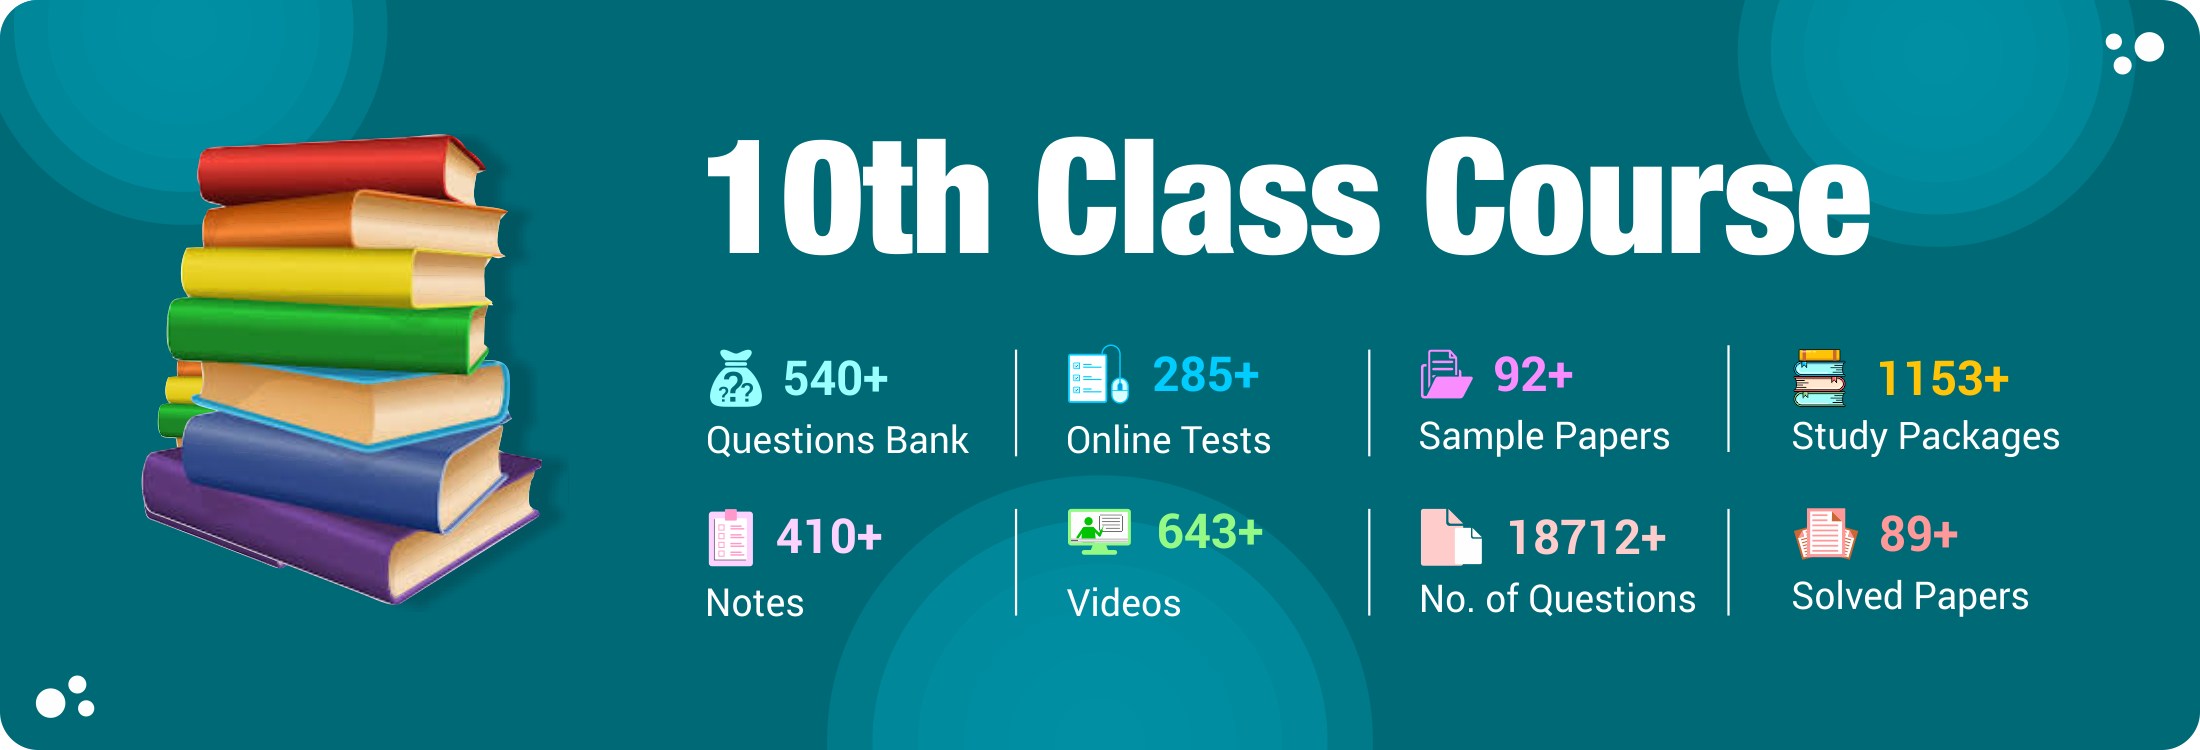 10th Class Course
540+
Questions Bank
285+
Online Tests
92+
Sample Papers
1153+
Study Packages
410+
Notes
643+
Videos
18712+
No. of Questions
89+
Solved Papers